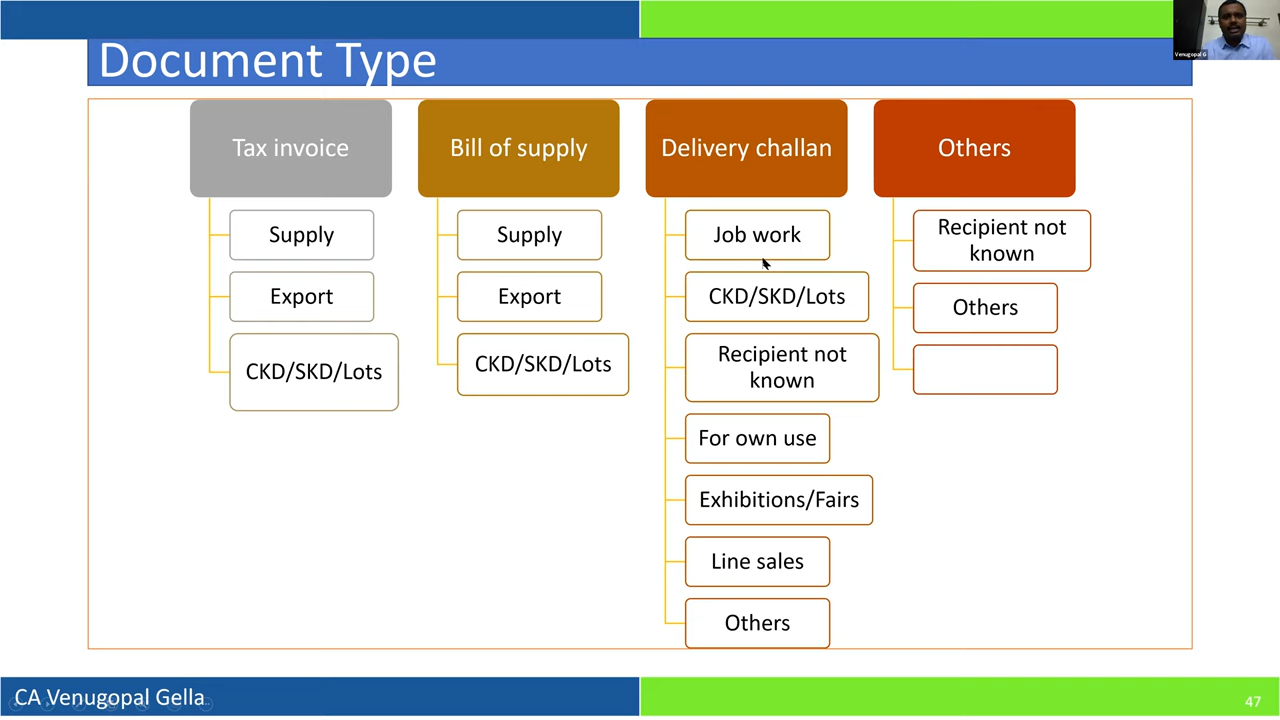 Venugopal G
Document Type
Tax invoice
Supply
Export
CKD/SKD/Lots
Bill of supply
Supply
Export
CKD/SKD/Lots
Delivery challan
Job work
CKD/SKD/Lots
Recipient not
known
For own use
Exhibitions/Fairs
Line sales
Others
Others
Recipient not
known
Others
CA Venugopal Gella
47